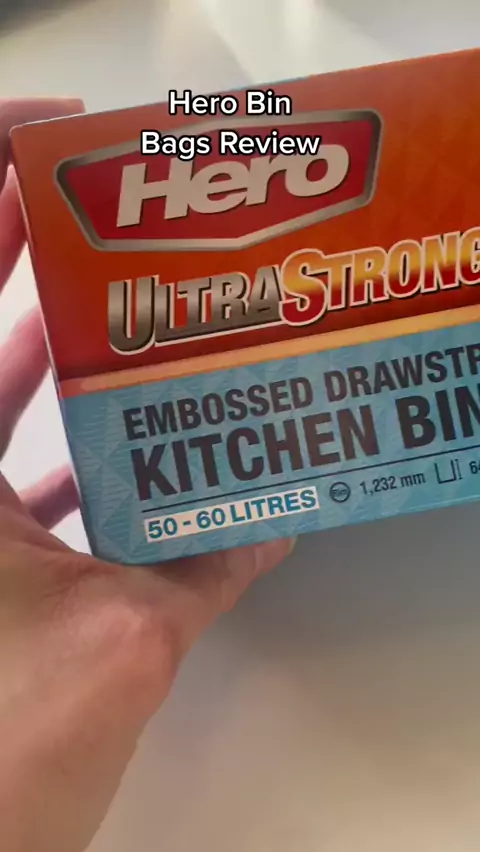 Hero Bin
Bags Review
Hero
ULTRASTRONG
EMBOSSED DRAWSTR
KITCHEN BIN
50 - 60 LITRES
1,232 mm